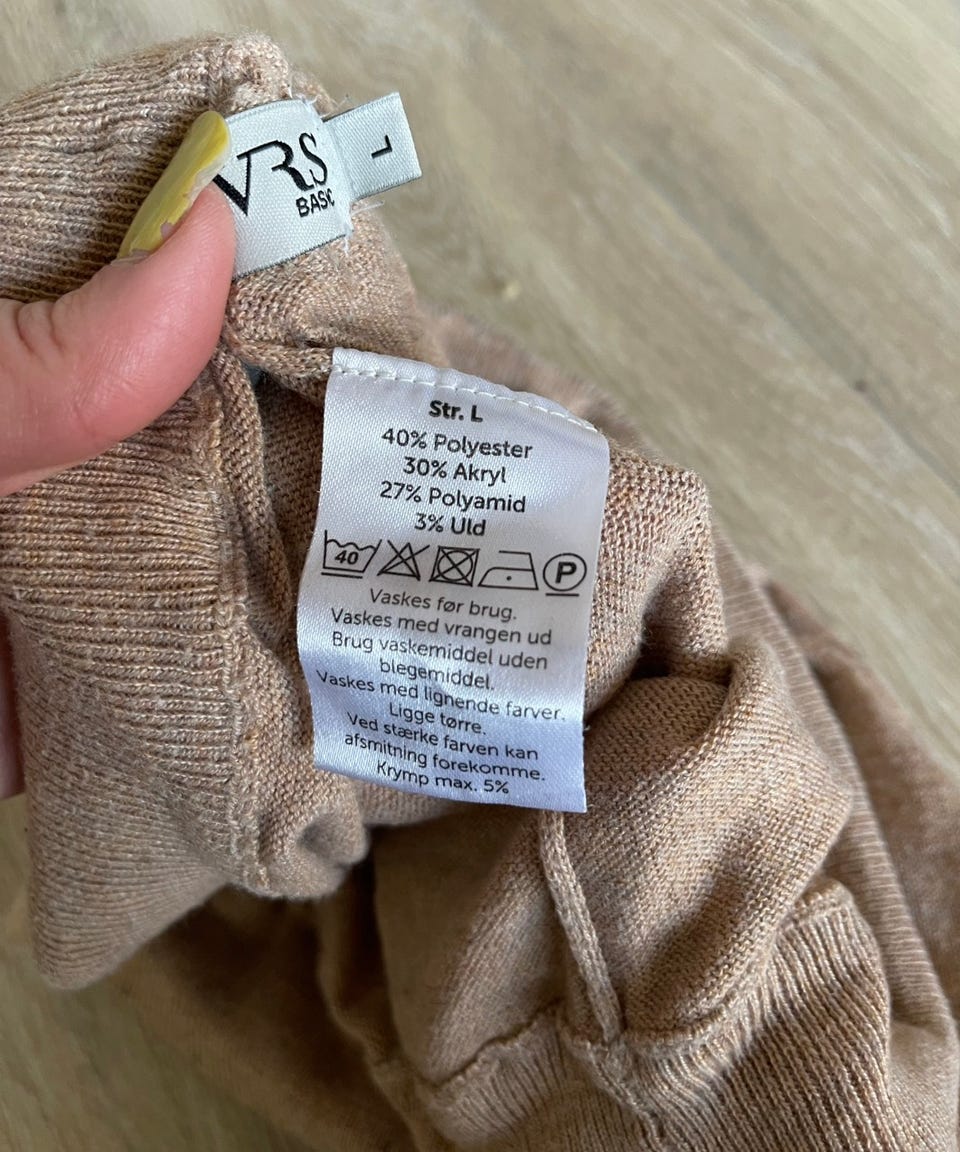 VRS
BASIC
L
Str. L
40% Polyester
30% Akryl
27% Polyamid
3% Uld
40 P
Vaskes før brug.
Vaskes med vrangen ud
Brug vaskemiddel uden
blegemiddel.
Vaskes med lignende farver.
Ligge tørre.
Ved stærke farven kan
afsmitning forekomme.
Krymp max. 5%